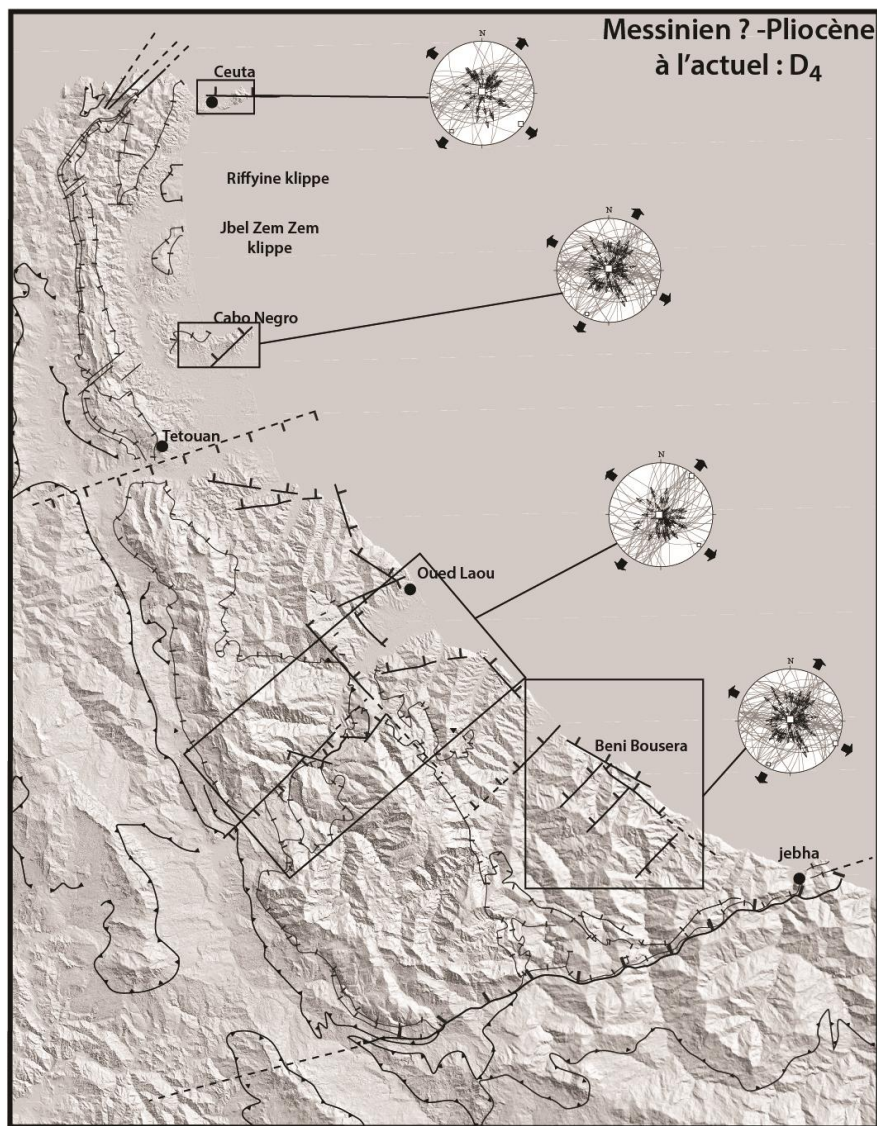 Messinien ? -Pliocène
à l'actuel : D4
Ceuta
N
Riffyine klippe
Jbel Zem Zem
klippe
N
Cabo Negro
Tetouan
N
Oued Laou
N
Beni Bousera
jebha